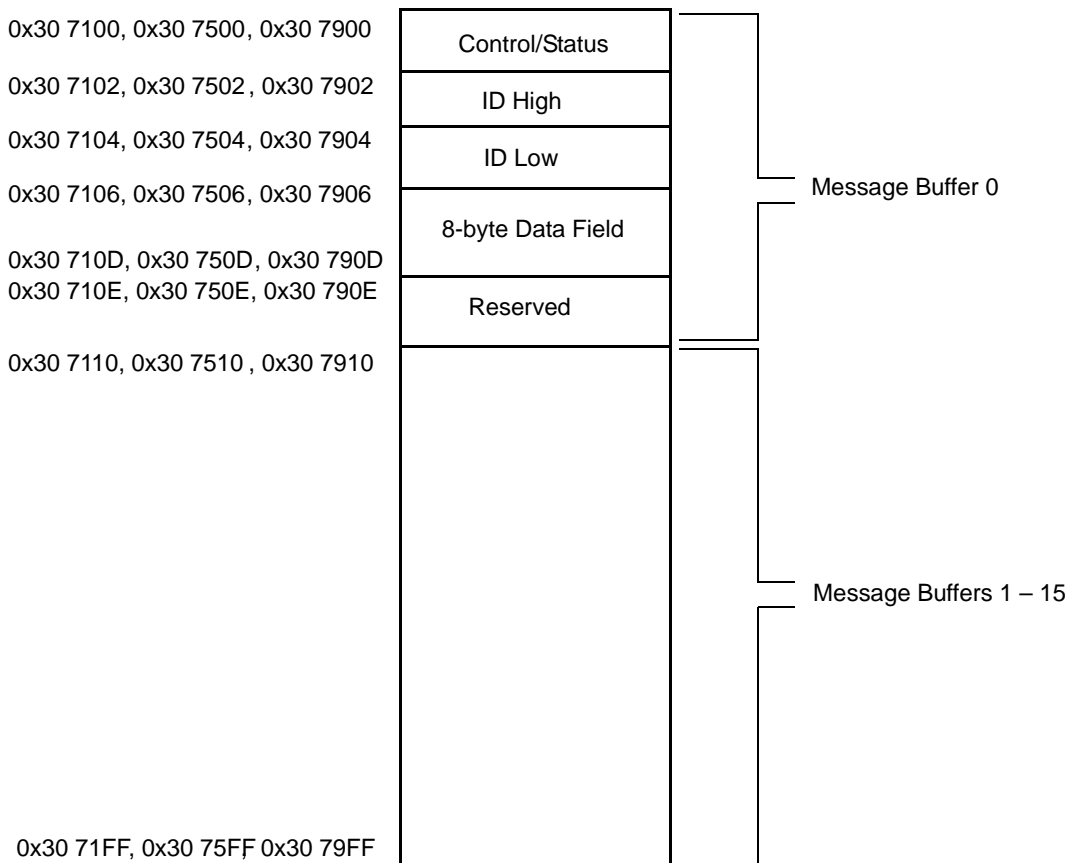 0x30 7100, 0x30 7500, 0x30 7900
Control/Status
0x30 7102, 0x30 7502 , 0x30 7902
ID High
0x30 7104, 0x30 7504, 0x30 7904
ID Low
0x30 7106, 0x30 7506, 0x30 7906
Message Buffer 0
8-byte Data Field
0x30 710D, 0x30 750D, 0x30 790D
0x30 710E, 0x30 750E, 0x30 790E
Reserved
0x30 7110, 0x30 7510 , 0x30 7910
Message Buffers 1 – 15
0x30 71FF, 0x30 75FF, 0x30 79FF